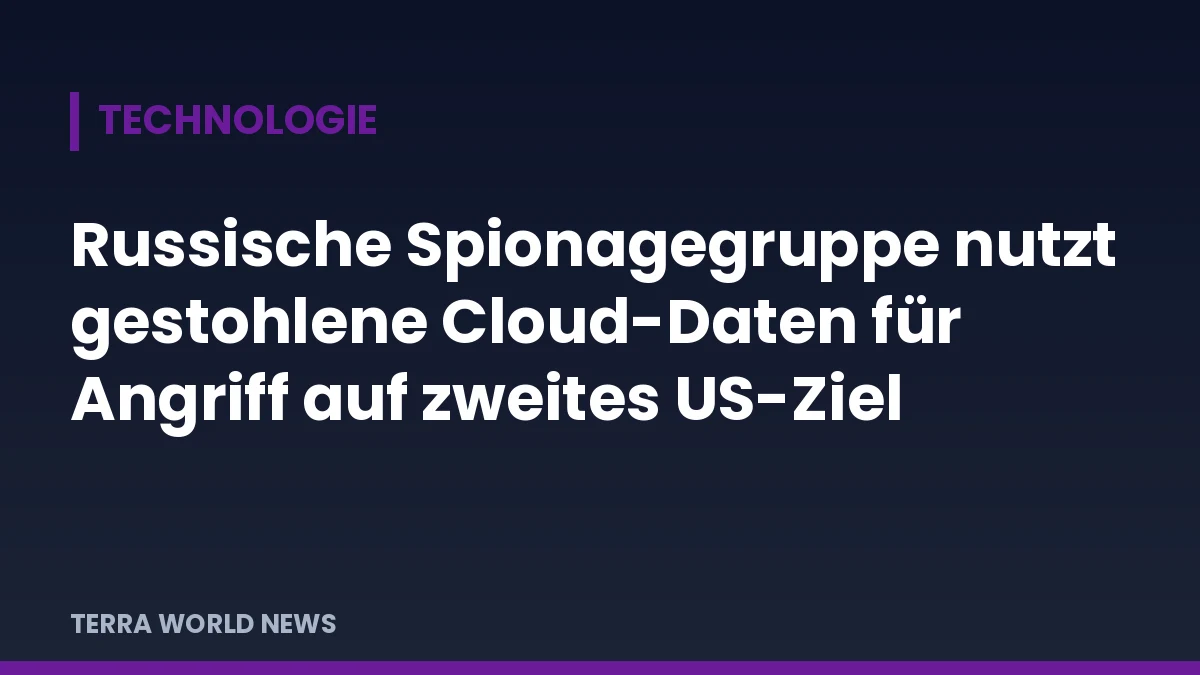 TECHNOLOGIE
Russische Spionagegruppe nutzt
gestohlene Cloud-Daten für
Angriff auf zweites US-Ziel
TERRA WORLD NEWS